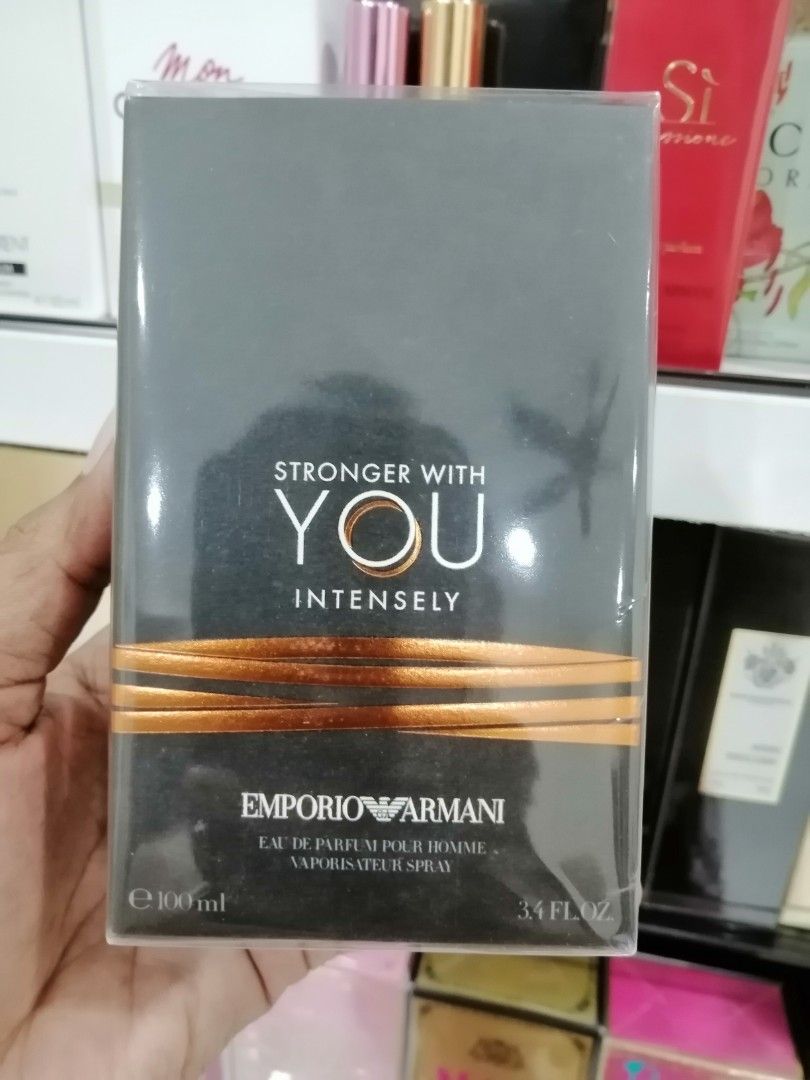 mon
Sì
STRONGER WITH
YOU
INTENSELY
EMPORIO ARMANI
EAU DE PARFUM POUR HOMME
VAPORISATEUR SPRAY
e 100 ml
3.4 FL.OZ.